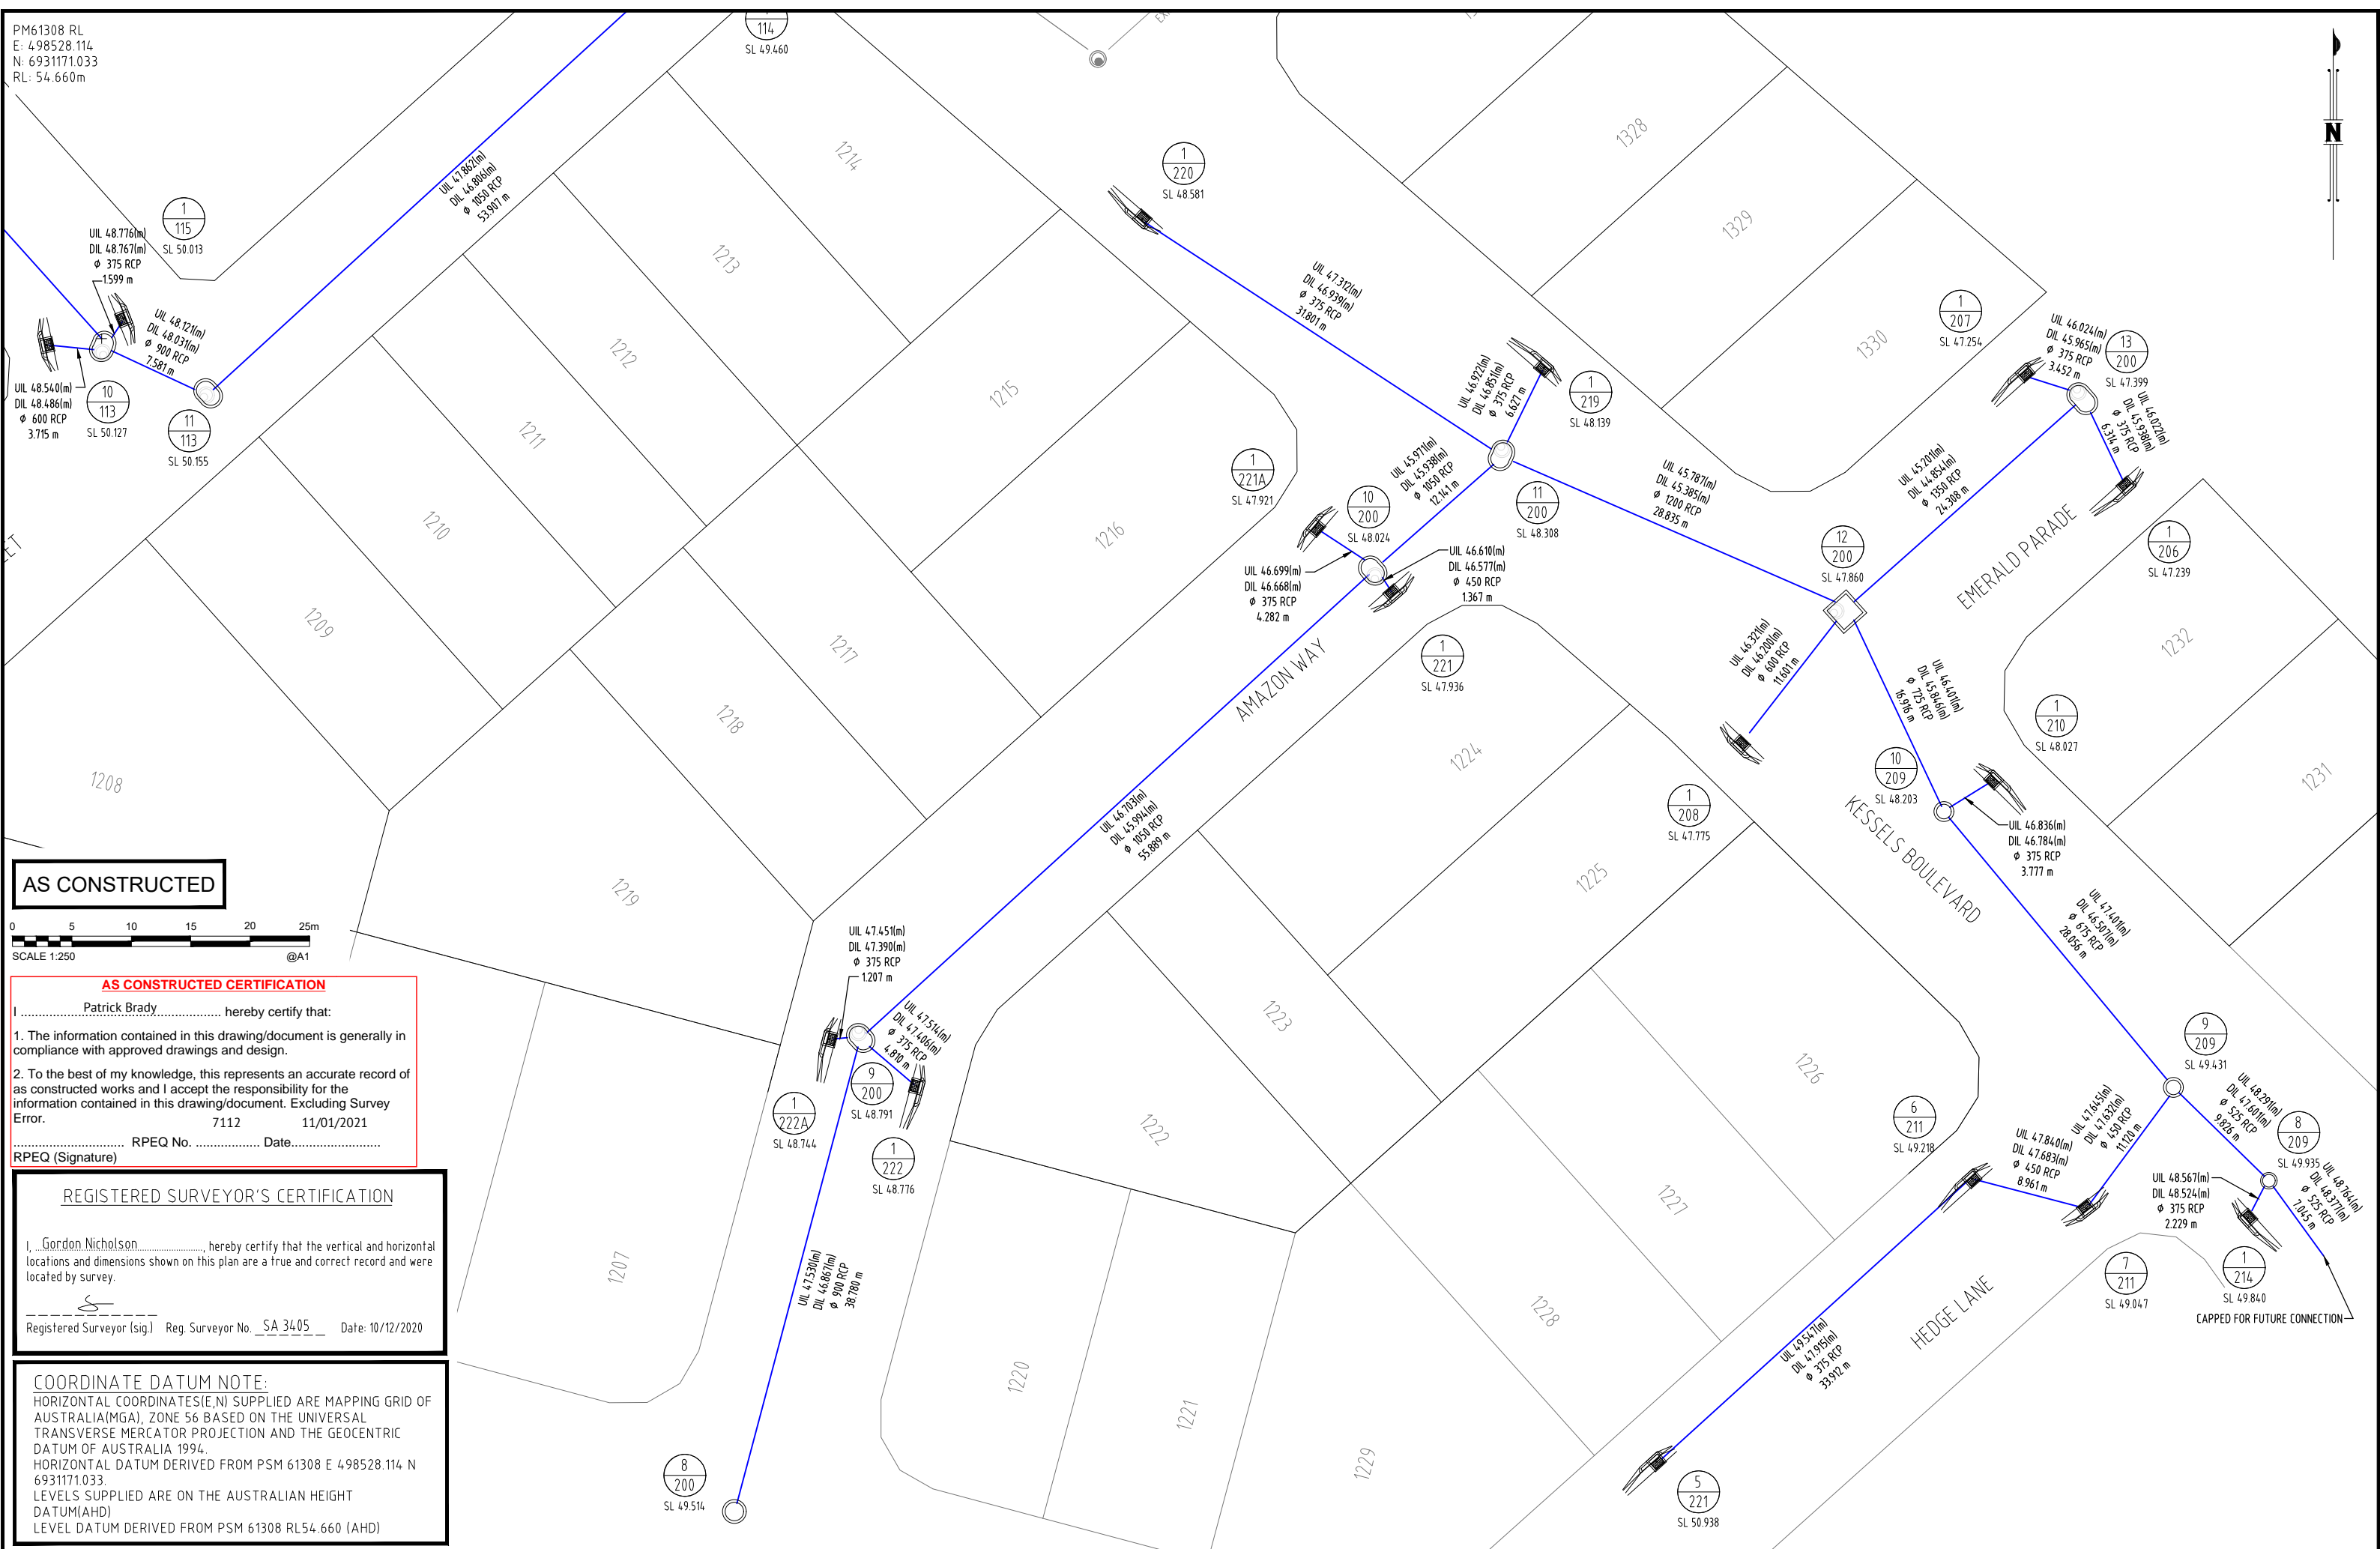 PM61308 RL
E: 498528.114
N: 6931171.033
RL: 54.660m
114
SL 49.460
N
1
115
SL 50.013
UIL 48.776(m)
DIL 48.767(m)
ϕ 375 RCP
1.599 m
UIL 47.862(m)
DIL 46.806(m)
ϕ 1050 RCP
53.907 m
UIL 48.121(m)
DIL 48.031(m)
ϕ 900 RCP
7.581 m
UIL 48.540(m)
DIL 48.486(m)
ϕ 600 RCP
3.715 m
10
113
SL 50.127
11
113
SL 50.155
1214
1213
1212
1211
1210
1209
1208
1215
1216
1217
1218
1219
1
220
SL 48.581
1328
1329
1330
UIL 47.312(m)
DIL 46.939(m)
ϕ 375 RCP
31.801 m
UIL 46.922(m)
DIL 46.851(m)
ϕ 375 RCP
6.627 m
1
219
SL 48.139
1
207
SL 47.254
UIL 46.024(m)
DIL 45.965(m)
ϕ 375 RCP
3.452 m
13
200
SL 47.399
UIL 46.022(m)
DIL 45.938(m)
ϕ 375 RCP
6.314 m
1
221A
SL 47.921
10
200
SL 48.024
UIL 45.971(m)
DIL 45.938(m)
ϕ 1050 RCP
12.141 m
11
200
SL 48.308
UIL 45.787(m)
DIL 45.385(m)
ϕ 1200 RCP
28.835 m
UIL 45.201(m)
DIL 44.854(m)
ϕ 1350 RCP
24.308 m
UIL 46.699(m)
DIL 46.668(m)
ϕ 375 RCP
4.282 m
UIL 46.610(m)
DIL 46.577(m)
ϕ 450 RCP
1.367 m
12
200
SL 47.860
EMERALD PARADE
1
206
SL 47.239
1232
1231
AMAZON WAY
1
221
SL 47.936
UIL 46.321(m)
DIL 46.200(m)
ϕ 600 RCP
11.601 m
UIL 46.401(m)
DIL 45.846(m)
ϕ 725 RCP
16.916 m
1
210
SL 48.027
10
209
SL 48.203
1224
1
208
SL 47.775
KESSELS BOULEVARD
UIL 46.836(m)
DIL 46.784(m)
ϕ 375 RCP
3.777 m
UIL 46.703(m)
DIL 45.994(m)
ϕ 1050 RCP
55.889 m
1225
UIL 47.401(m)
DIL 46.507(m)
ϕ 675 RCP
28.056 m
AS CONSTRUCTED
0 5 10 15 20 25m
SCALE 1:250 @A1
UIL 47.451(m)
DIL 47.390(m)
ϕ 375 RCP
1.207 m
UIL 47.514(m)
DIL 47.406(m)
ϕ 375 RCP
4.810 m
1223
1226
9
209
SL 49.431
9
200
SL 48.791
1
222A
SL 48.744
1
222
SL 48.776
1222
1227
1228
6
211
SL 49.218
UIL 47.645(m)
DIL 47.632(m)
ϕ 450 RCP
11.120 m
UIL 47.840(m)
DIL 47.683(m)
ϕ 450 RCP
8.961 m
UIL 48.291(m)
DIL 47.601(m)
ϕ 525 RCP
9.826 m
8
209
SL 49.935
UIL 48.567(m)
DIL 48.524(m)
ϕ 375 RCP
2.229 m
UIL 48.764(m)
DIL 48.377(m)
ϕ 525 RCP
7.045 m
7
211
SL 49.047
1
214
SL 49.840
CAPPED FOR FUTURE CONNECTION
HEDGE LANE
UIL 49.547(m)
DIL 47.915(m)
ϕ 375 RCP
33.912 m
1207
UIL 47.530(m)
DIL 46.867(m)
ϕ 900 RCP
38.780 m
1220
1221
1229
8
200
SL 49.514
5
221
SL 50.938
AS CONSTRUCTED CERTIFICATION
I Patrick Brady hereby certify that:
1. The information contained in this drawing/document is generally in
compliance with approved drawings and design.
2. To the best of my knowledge, this represents an accurate record of
as constructed works and I accept the responsibility for the
information contained in this drawing/document. Excluding Survey
Error. 7112 11/01/2021
RPEQ No. Date
RPEQ (Signature)
REGISTERED SURVEYOR'S CERTIFICATION
I, Gordon Nicholson, hereby certify that the vertical and horizontal
locations and dimensions shown on this plan are a true and correct record and were
located by survey.
Registered Surveyor (sig.) Reg. Surveyor No. SA 3405 Date: 10/12/2020
COORDINATE DATUM NOTE:
HORIZONTAL COORDINATES(E,N) SUPPLIED ARE MAPPING GRID OF
AUSTRALIA(MGA), ZONE 56 BASED ON THE UNIVERSAL
TRANSVERSE MERCATOR PROJECTION AND THE GEOCENTRIC
DATUM OF AUSTRALIA 1994.
HORIZONTAL DATUM DERIVED FROM PSM 61308 E 498528.114 N
6931171.033.
LEVELS SUPPLIED ARE ON THE AUSTRALIAN HEIGHT
DATUM(AHD)
LEVEL DATUM DERIVED FROM PSM 61308 RL54.660 (AHD)